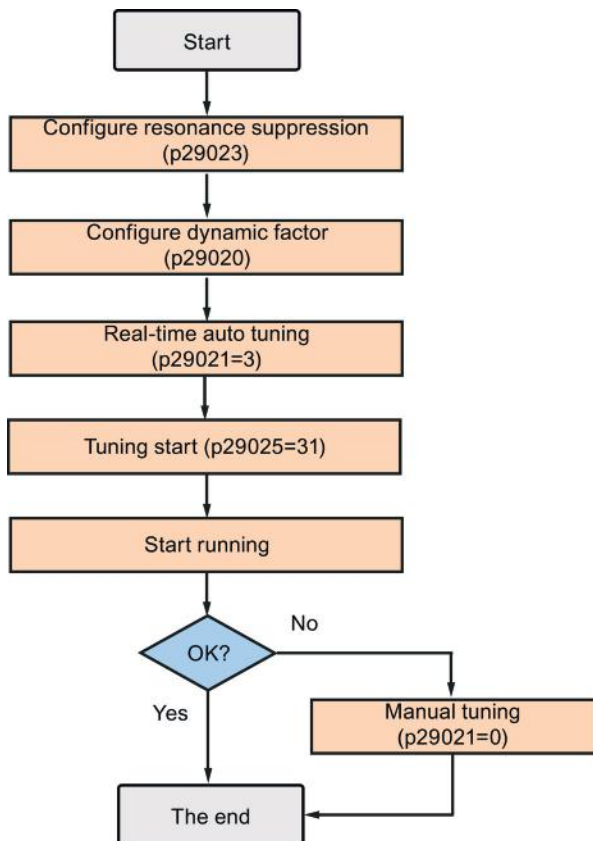 Start
Configure resonance suppression
(p29023)
Configure dynamic factor
(p29020)
Real-time auto tuning
(p29021=3)
Tuning start (p29025=31)
Start running
OK?
No
Yes
Manual tuning
(p29021=0)
The end